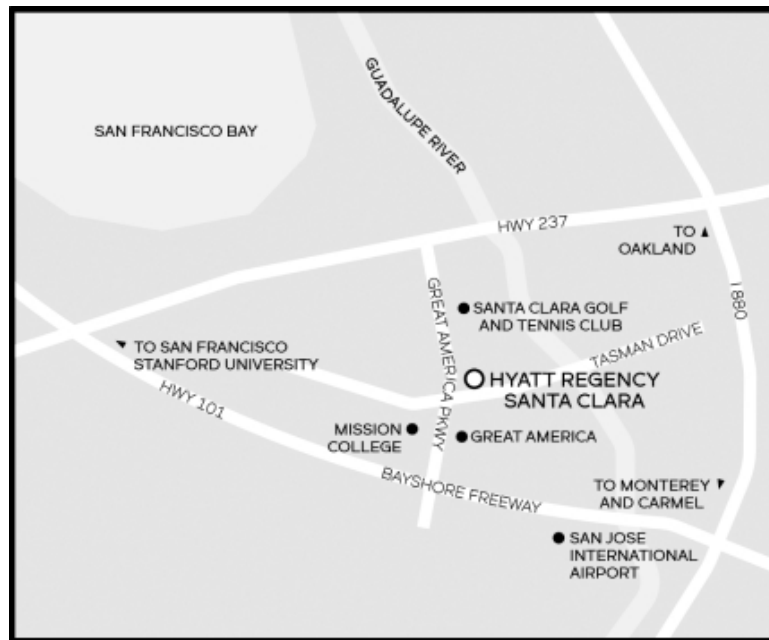 GUADALUPE RIVER
SAN FRANCISCO BAY
HWY 237
TO
OAKLAND
I 880
GREAT AMERICA PKWY
SANTA CLARA GOLF
AND TENNIS CLUB
TASMAN DRIVE
TO SAN FRANCISCO
STANFORD UNIVERSITY
HYATT REGENCY
SANTA CLARA
HWY 101
MISSION
COLLEGE
GREAT AMERICA
BAYSHORE FREEWAY
TO MONTEREY
AND CARMEL
SAN JOSE
INTERNATIONAL
AIRPORT